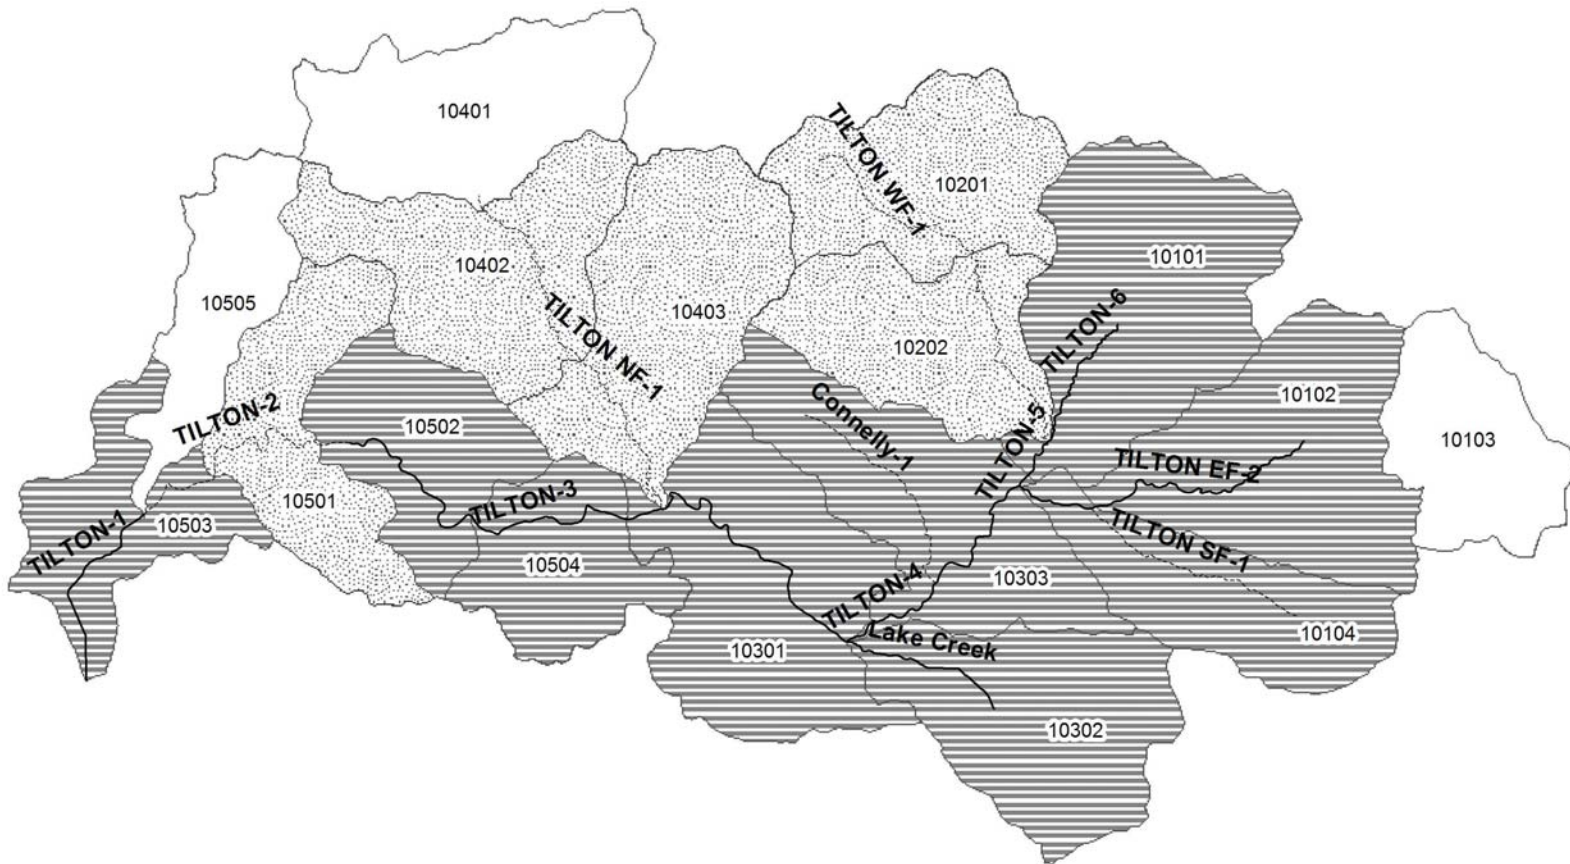 10401
TILTON WF-1
10201
10402
10101
10505
10403
TILTON NF-1
10202
TILTON-6
TILTON-2
10502
Connelly-1
TILTON-5
10102
10103
TILTON EF-2
10501
TILTON-3
TILTON-1
10503
TILTON SF-1
10504
10303
TILTON-4
10104
10301
Lake Creek
10302